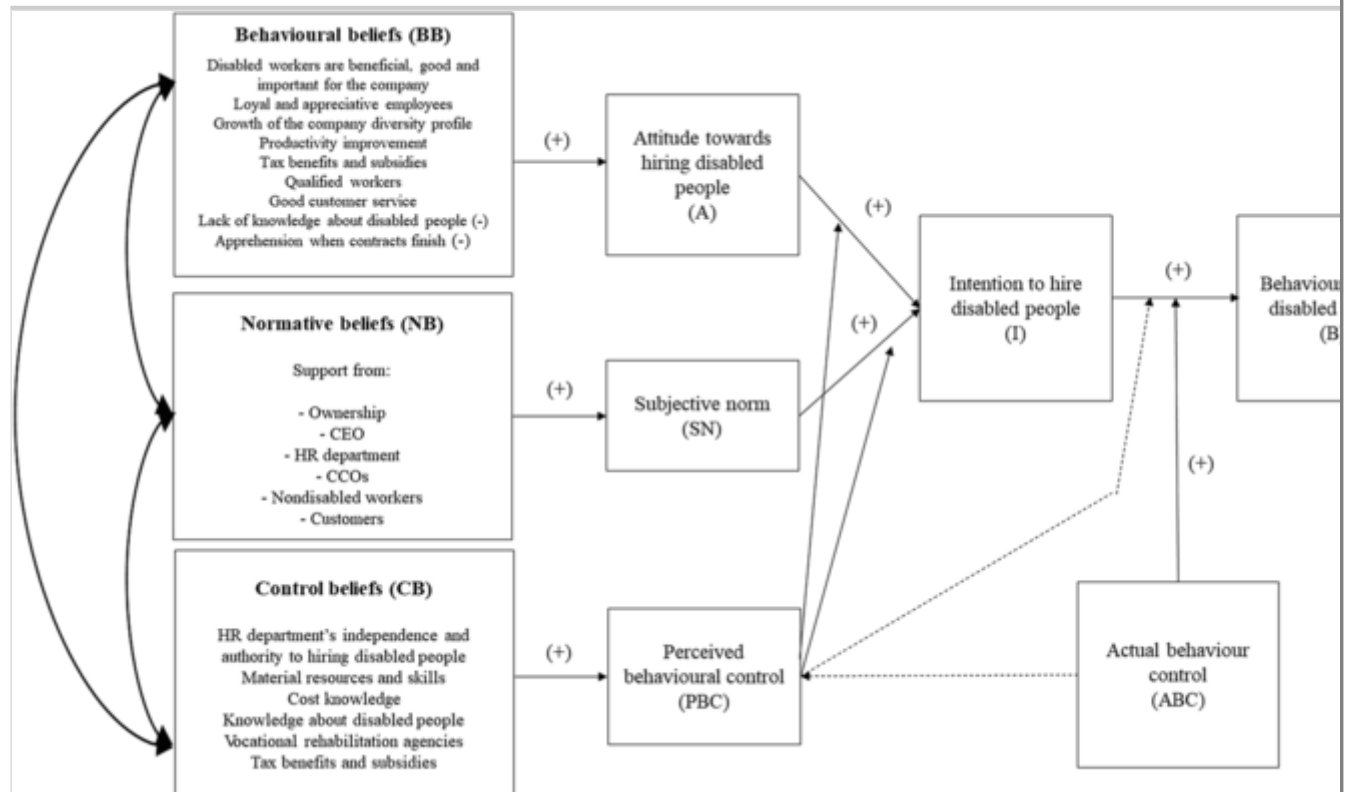 Behavioural beliefs (BB)
Disabled workers are beneficial, good and
important for the company
Loyal and appreciative employees
Growth of the company diversity profile
Productivity improvement
Tax benefits and subsidies
Qualified workers
Good customer service
Lack of knowledge about disabled people (-)
Apprehension when contracts finish (-)
(+)
Attitude towards
hiring disabled
people
(A)
(+)
Normative beliefs (NB)
Support from:
- Ownership
- CEO
- HR department
- CCOs
- Nondisabled workers
- Customers
(+)
Subjective norm
(SN)
(+)
Intention to hire
disabled people
(I)
(+)
Behaviou
disabled
(B
Control beliefs (CB)
HR department's independence and
authority to hiring disabled people
Material resources and skills
Cost knowledge
Knowledge about disabled people
Vocational rehabilitation agencies
Tax benefits and subsidies
(+)
Perceived
behavioural control
(PBC)
(+)
Actual behaviour
control
(ABC)